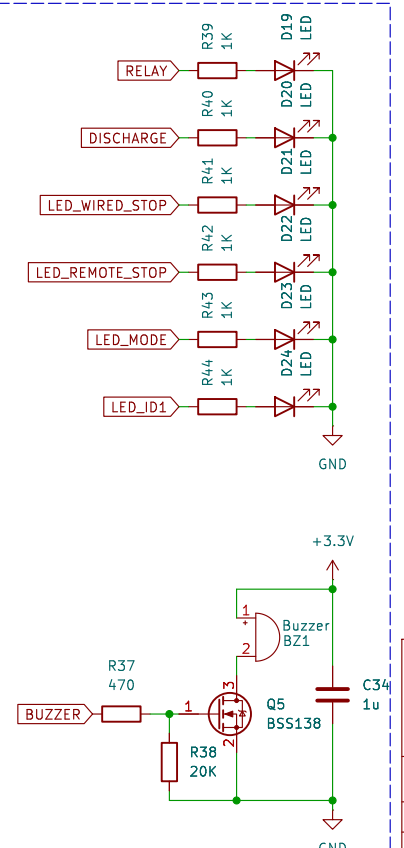 D19
LED
R39
1K
RELAY
D20
LED
R40
1K
DISCHARGE
D21
LED
R41
1K
LED_WIRED_STOP
D22
LED
R42
1K
LED_REMOTE_STOP
D23
LED
R43
1K
LED_MODE
D24
LED
R44
1K
LED_ID1
GND
+3.3V
1
+
Buzzer
BZ1
2
R37
470
3
C34
1u
BUZZER
1
Q5
BSS138
2
R38
20K
GND